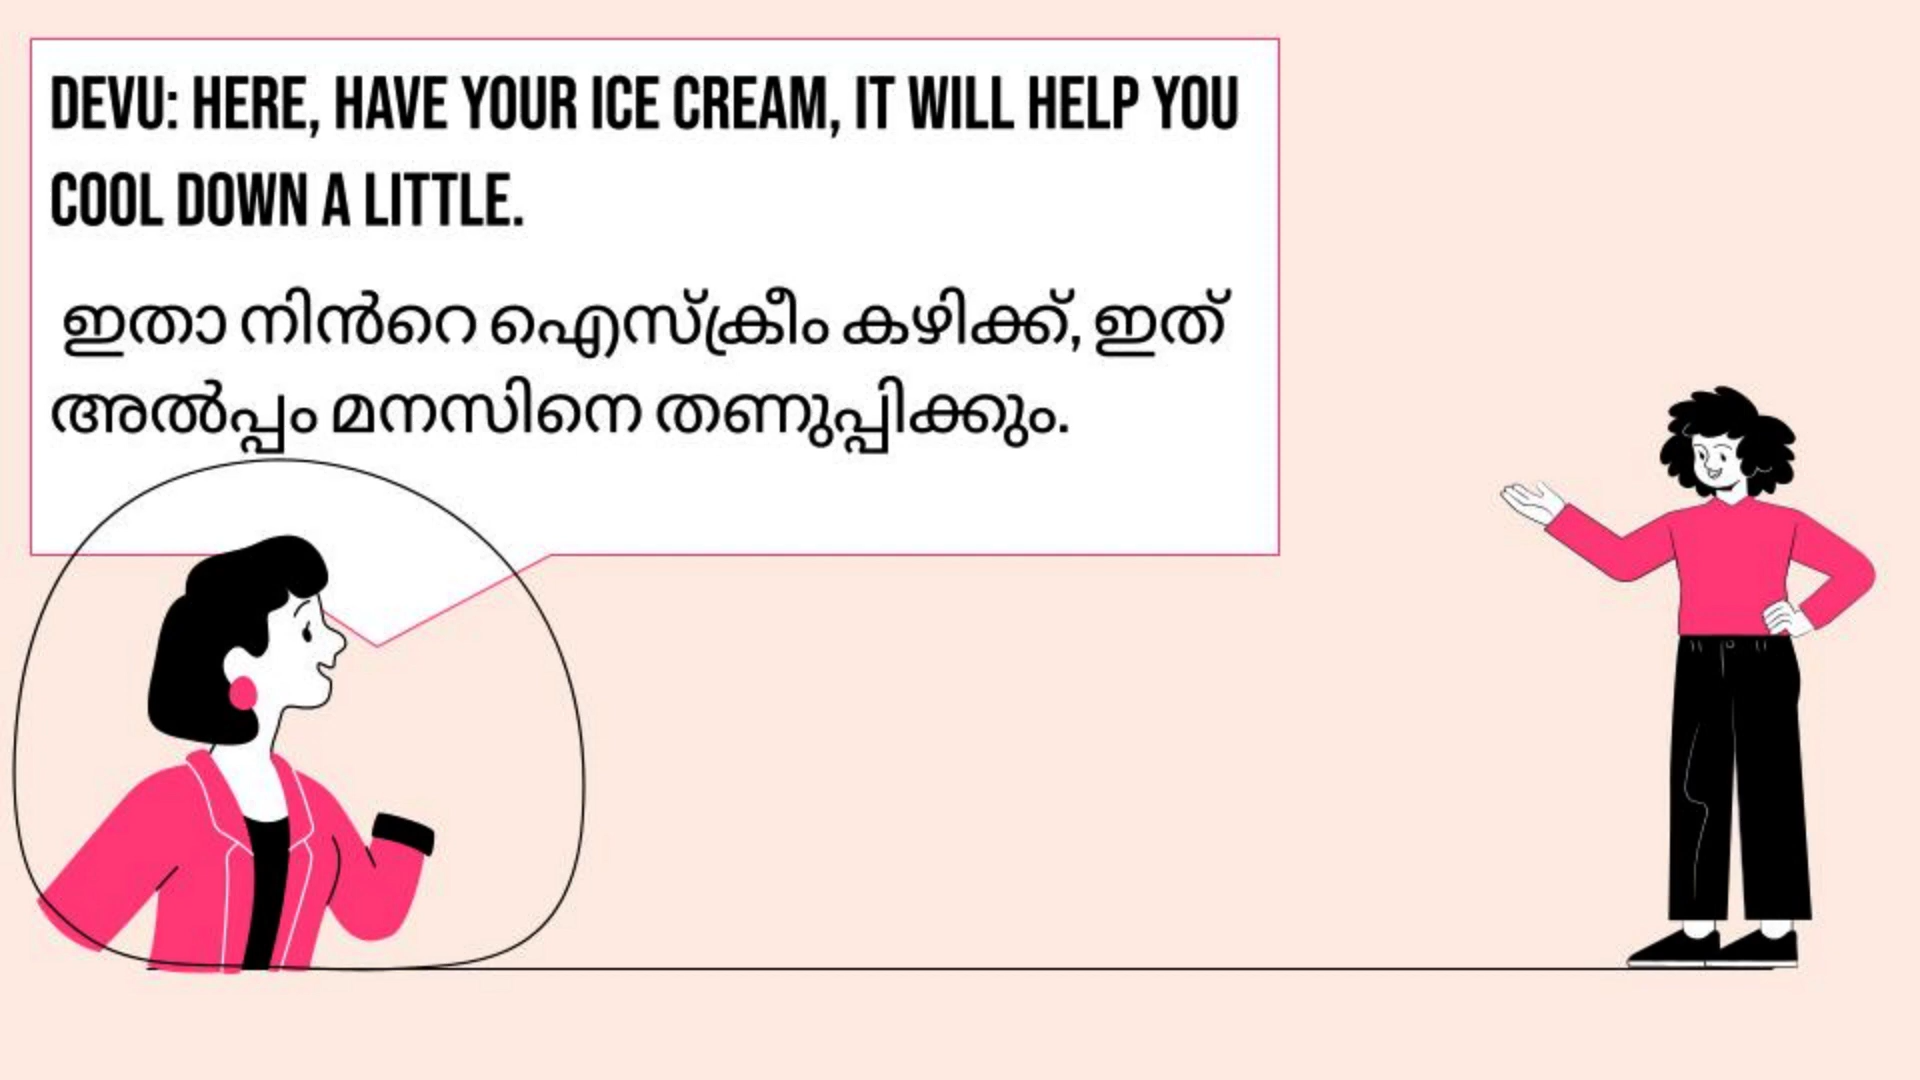 DEVU: HERE, HAVE YOUR ICE CREAM, IT WILL HELP YOU
COOL DOWN A LITTLE.
ഇതാ നിൻറെ ഐസ്ക്രീം കഴിക്ക്, ഇത്
അൽപ്പം മനസിനെ തണുപ്പിക്കും.